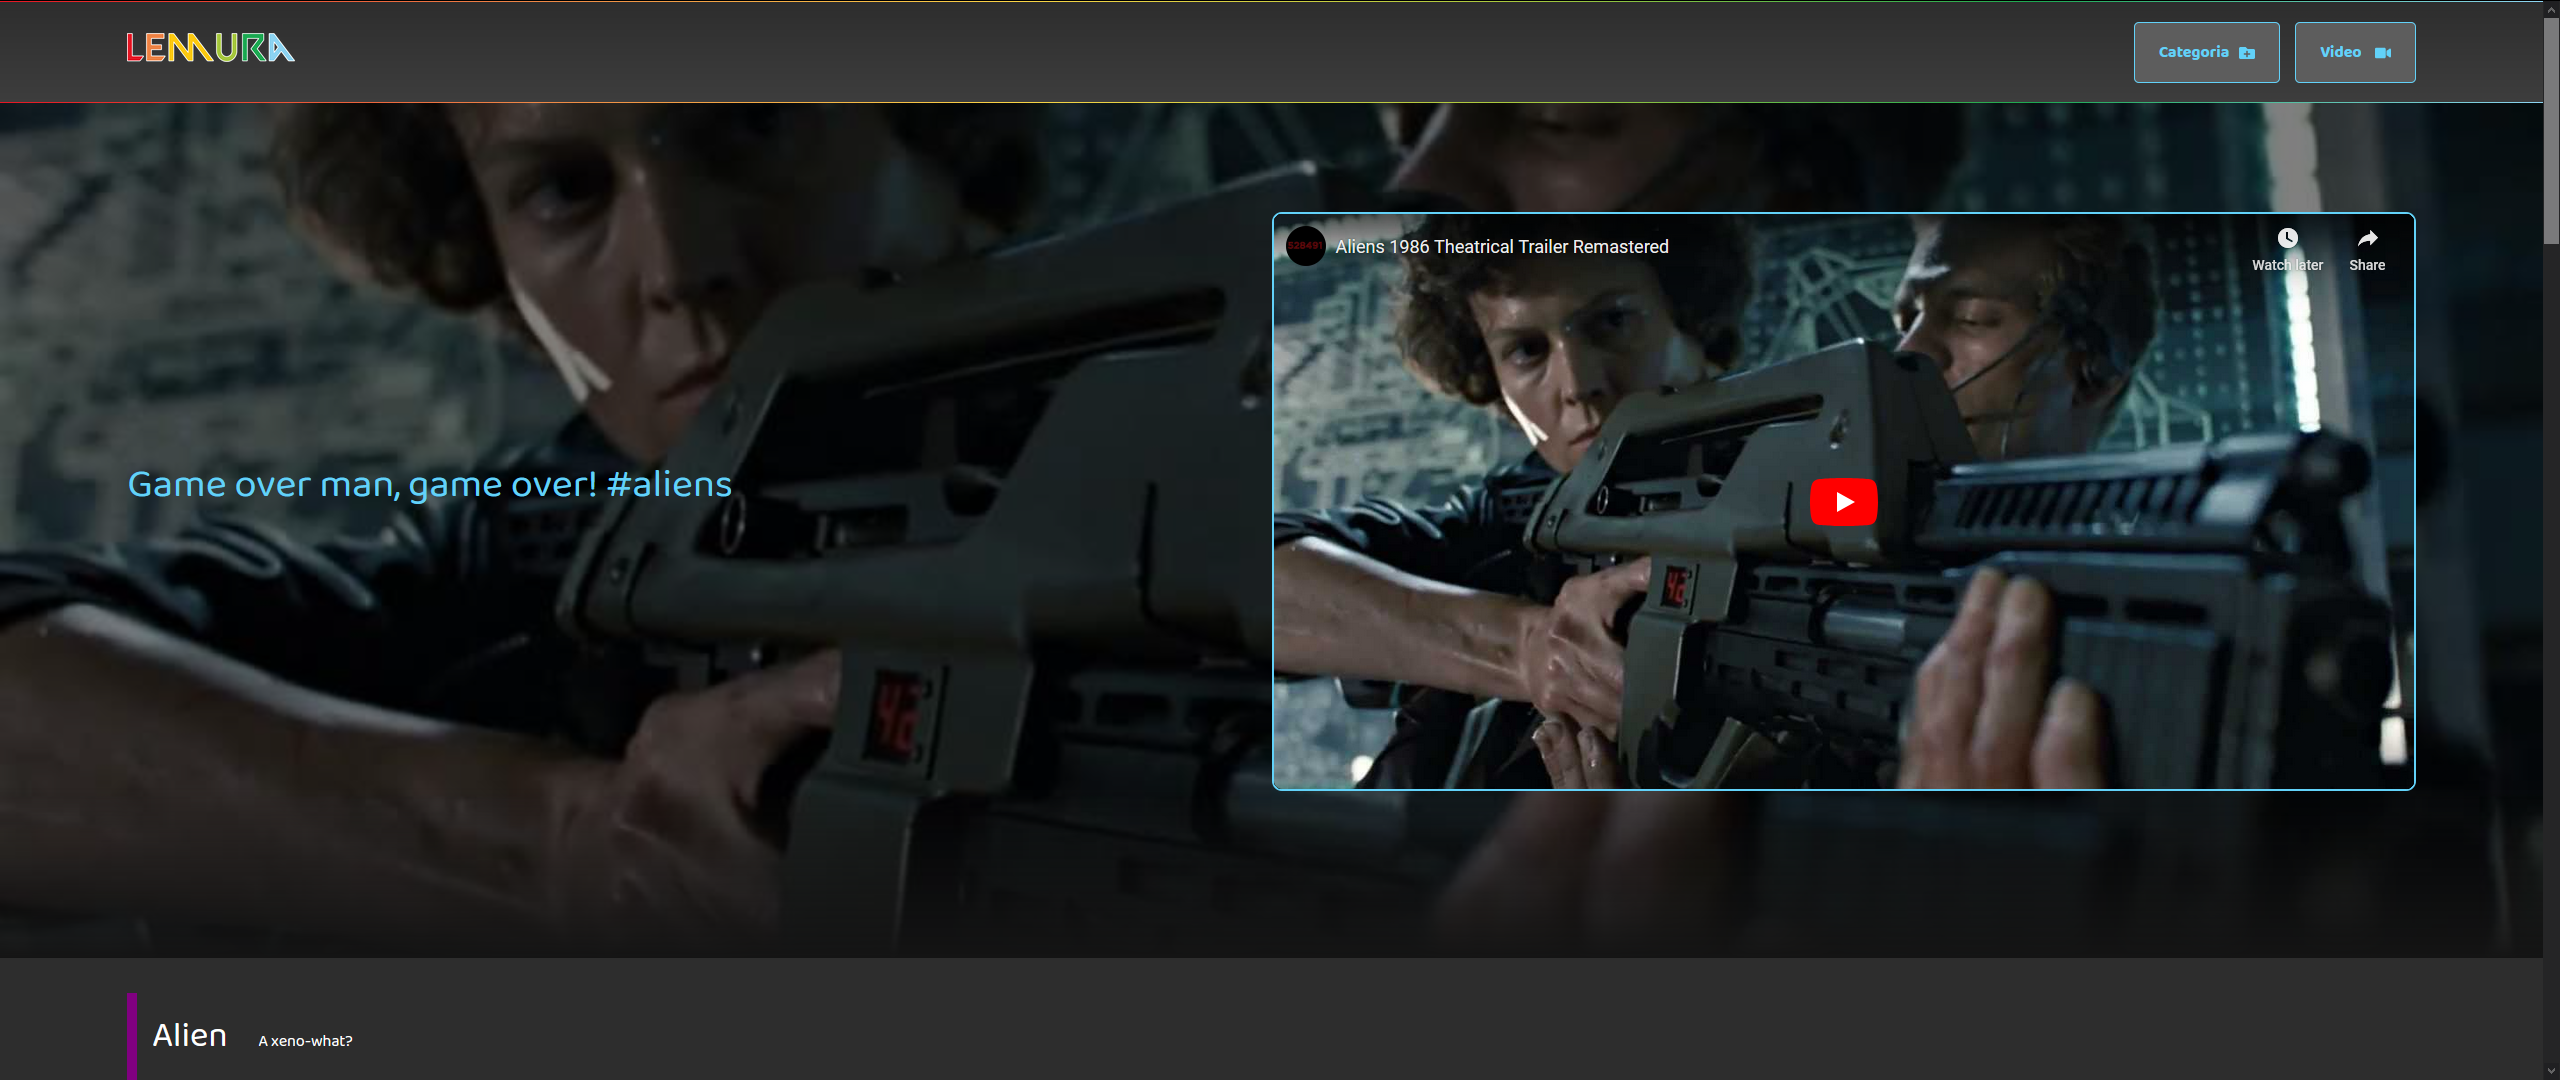 LEMURA
Categoria
Video
528491
Aliens 1986 Theatrical Trailer Remastered
Watch later
Share
Game over man, game over! #aliens
Alien
A xeno-what?